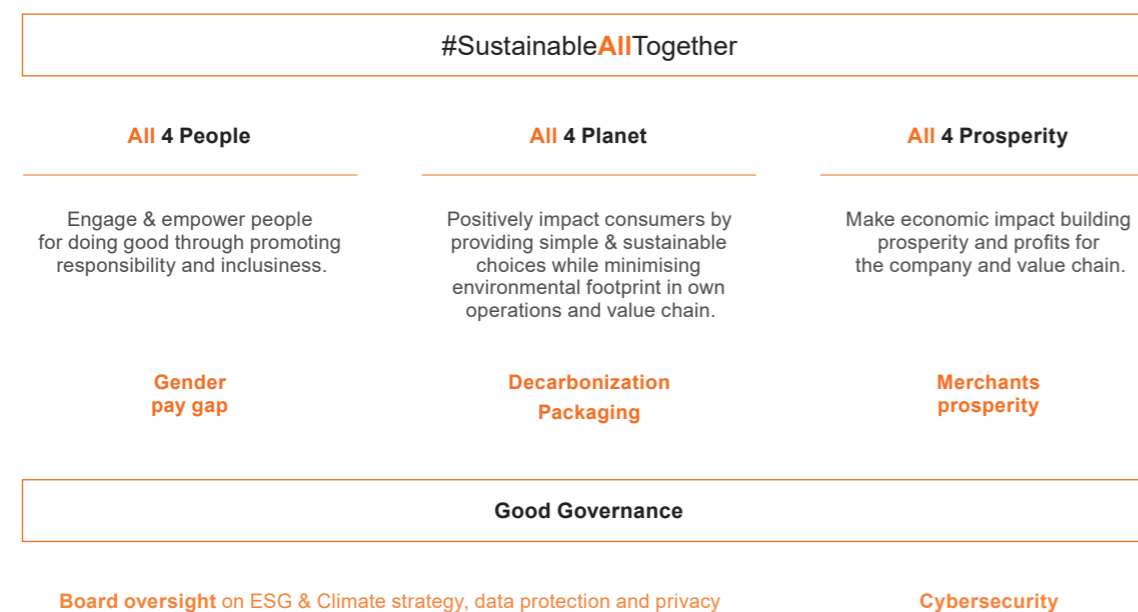 #SustainableAllTogether
All 4 People
Engage & empower people
for doing good through promoting
responsibility and inclusiness.
Gender
pay gap
All 4 Planet
Positively impact consumers by
providing simple & sustainable
choices while minimising
environmental footprint in own
operations and value chain.
Decarbonization
Packaging
All 4 Prosperity
Make economic impact building
prosperity and profits for
the company and value chain.
Merchants
prosperity
Good Governance
Board oversight on ESG & Climate strategy, data protection and privacy
Cybersecurity